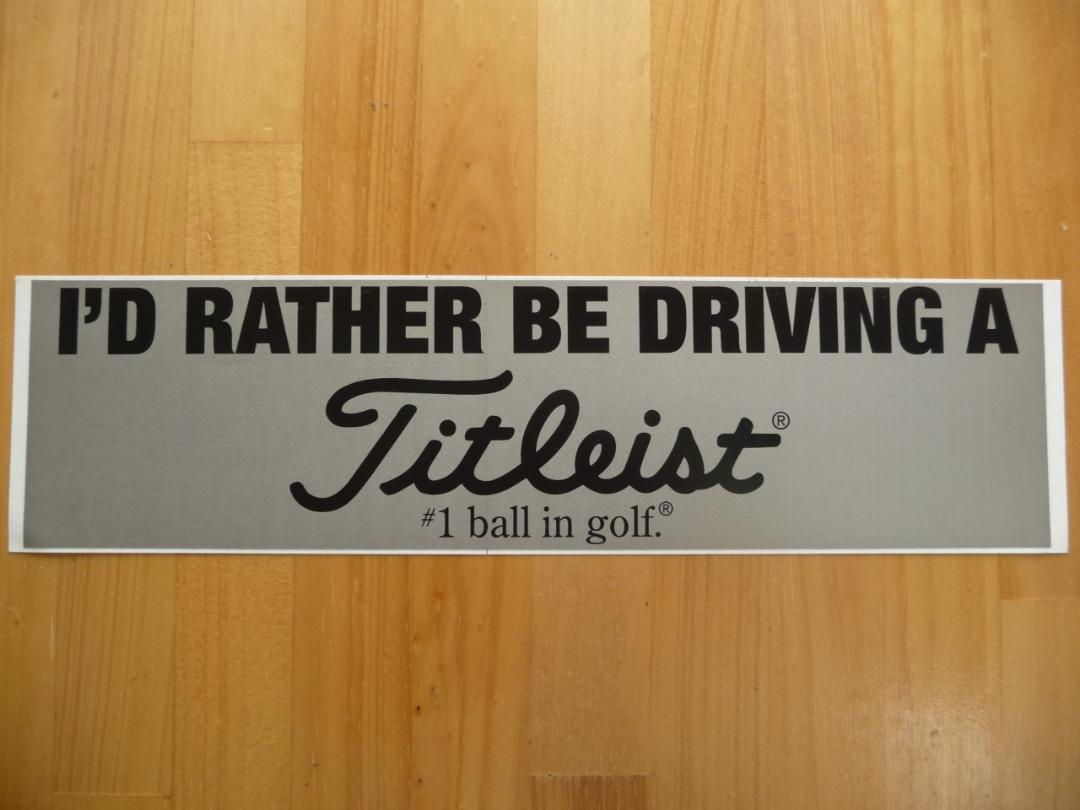 I'D RATHER BE DRIVING A
Titleist®
#1 ball in golf.®